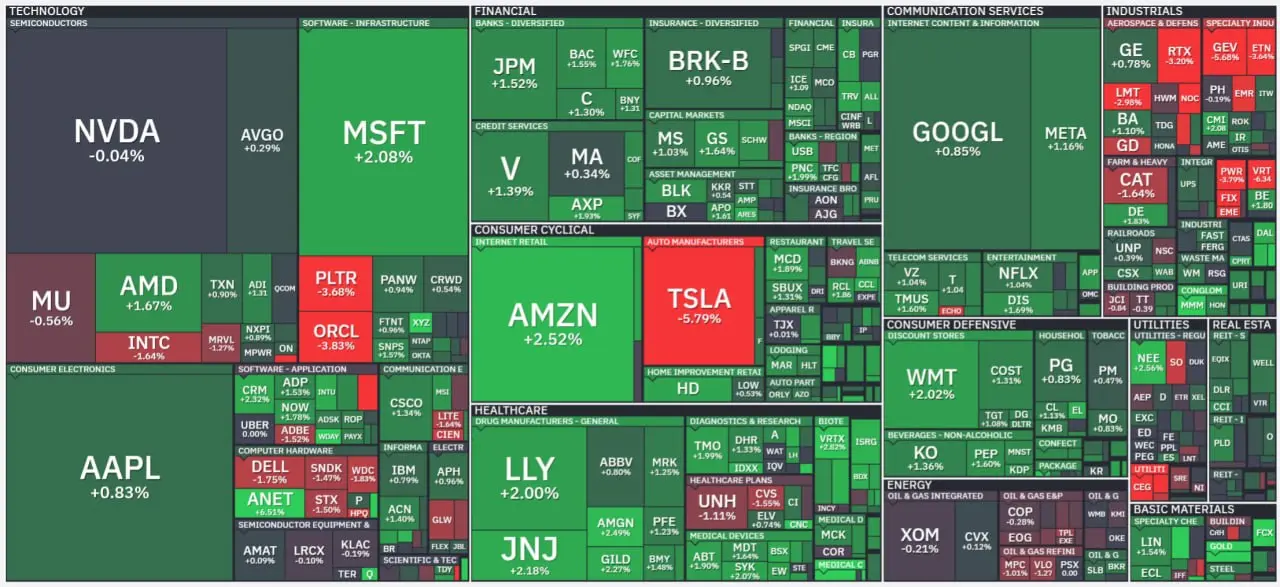 TECHNOLOGY
SEMICONDUCTORS
NVDA
-0.04%
AVGO
+0.29%
MU
-0.56%
AMD
+1.67%
INTC
-1.64%
TXN
+0.90%
ADI
+1.31
QCOM
MRVL
-1.27%
NXPI
+0.89%
MPWR
ON
SOFTWARE - INFRASTRUCTURE
MSFT
+2.08%
PLTR
-3.68%
ORCL
-3.83%
PANW
+0.94%
CRWD
+0.54%
FTNT
+0.96%
XYZ
SNPS
+1.57%
NTAP
OKTA
CONSUMER ELECTRONICS
AAPL
+0.83%
SOFTWARE - APPLICATION
CRM
+2.32%
ADP
+1.53%
INTU
UBER
0.00%
NOW
+1.78%
ADBE
-1.52%
ADSK
ROP
WDAY
PAYX
COMMUNICATION E
CSCO
+1.34%
MSI
LITE
-1.64%
CIEN
COMPUTER HARDWARE
DELL
-1.75%
SNDK
-1.47%
WDC
-1.83%
ANET
+6.51%
STX
-1.50%
P
HPQ
INFORMA
IBM
+0.79%
ACN
+1.40%
BR
ELECTR
APH
+0.96%
GLW
FLEX
JBL
SEMICONDUCTOR EQUIPMENT &
AMAT
+0.09%
LRCX
-0.10%
KLAC
-0.19%
TER
Q
SCIENTIFIC & TEC
TDY
FINANCIAL
BANKS - DIVERSIFIED
JPM
+1.52%
BAC
+1.55%
WFC
+1.76%
C
+1.30%
BNY
+1.31
INSURANCE - DIVERSIFIED
BRK-B
+0.96%
FINANCIAL
SPGI
CME
ICE
+1.09
MCO
NDAQ
MSCI
INSURA
CB
PGR
TRV
ALL
CINF
WRB
L
CREDIT SERVICES
V
+1.39%
MA
+0.34%
COF
AXP
+1.93%
SYF
CAPITAL MARKETS
MS
+1.03%
GS
+1.64%
SCHW
BANKS - REGION
USB
PNC
+1.99%
TFC
CFG
MET
AFL
PRU
ASSET MANAGEMENT
BLK
BX
KKR
+0.54
STT
AMP
APO
+1.61
ARES
INSURANCE BRO
AON
AJG
CONSUMER CYCLICAL
INTERNET RETAIL
AMZN
+2.52%
AUTO MANUFACTURERS
TSLA
-5.79%
F
HOME IMPROVEMENT RETAI
HD
LOW
+0.53%
RESTAURANT
MCD
+1.89%
SBUX
+1.31%
DRI
TRAVEL SE
BKNG
ABNB
RCL
+1.86
CCL
EXPE
APPAREL R
TJX
+0.01%
BBY
IP
LODGING
MAR
HLT
AUTO PART
ORLY
AZO
HEALTHCARE
DRUG MANUFACTURERS - GENERAL
LLY
+2.00%
JNJ
+2.18%
ABBV
+0.80%
MRK
+1.25%
AMGN
+2.49%
PFE
+1.23%
GILD
+2.27%
BMY
+1.48%
DIAGNOSTICS & RESEARCH
TMO
+1.99%
DHR
+1.33%
A
WAT
LH
IDXX
IQV
BIOTE
VRTX
+2.82%
ISRG
BDX
HEALTHCARE PLANS
UNH
-1.11%
CVS
-1.55%
CI
ELV
+0.74%
CNC
INCY
MEDICAL D
MCK
COR
MEDICAL C
MEDICAL DEVICES
ABT
+1.90%
MDT
+1.64%
SYK
+2.07%
BSX
EW
STE
COMMUNICATION SERVICES
INTERNET CONTENT & INFORMATION
GOOGL
+0.85%
META
+1.16%
TELECOM SERVICES
VZ
+1.04%
T
+1.04
TMUS
+1.60%
ECHO
ENTERTAINMENT
NFLX
+1.04%
DIS
+1.69%
APP
OMC
INDUSTRIALS
AEROSPACE & DEFENS
GE
+0.78%
RTX
-3.20%
LMT
-2.98%
HWM
NOC
BA
+1.10%
TDG
GD
HONA
SPECIALTY INDU
GEV
-5.68%
ETN
-3.64%
PH
-0.19%
EMR
ITW
CMI
+2.08
ROK
IR
AME
OTIS
FARM & HEAVY
CAT
-1.64%
DE
+1.83%
INTEGR
UPS
PWR
-3.79%
FIX
EME
VRT
-6.34
BE
+1.80
RAILROADS
UNP
+0.39%
NSC
CSX
WAB
INDUSTRI
FAST
FERG
CTAS
DAL
CPRT
WASTE MA
WM
RSG
URI
BUILDING PROD
JCI
-0.84
TT
-0.39
CONGLOM
MMM
HON
CONSUMER DEFENSIVE
DISCOUNT STORES
WMT
+2.02%
COST
+1.31%
TGT
+1.08%
DG
DLTR
HOUSEHOL
PG
+0.83%
CL
+1.13%
EL
KMB
TOBACC
PM
+0.47%
MO
+0.83%
BEVERAGES - NON-ALCOHOLIC
KO
+1.36%
PEP
+1.60%
MNST
KDP
CONFECT
PACKAGE
KR
UTILITIES
UTILITIES - REGU
NEE
+2.56%
SO
DUK
AEP
D
ETR
XEL
EXC
ED
WEC
PEG
FE
PPL
ES
LNT
UTILITI
CEG
SRE
NI
REAL ESTA
REIT - S
EQIX
WELL
DLR
CCI
VTR
REIT - I
PLD
O
REIT -
ENERGY
OIL & GAS INTEGRATED
XOM
-0.21%
CVX
+0.12%
OIL & GAS E&P
COP
-0.28%
EOG
TPL
EXE
OIL & G
WMB
KMI
OKE
OIL & GAS REFINI
MPC
-1.01%
VLO
-1.27
PSX
0.00
OIL & G
SLB
BKR
BASIC MATERIALS
SPECIALTY CHE
LIN
+1.54%
ECL
IFF
BUILDIN
CRH
GOLD
STEEL
FCX